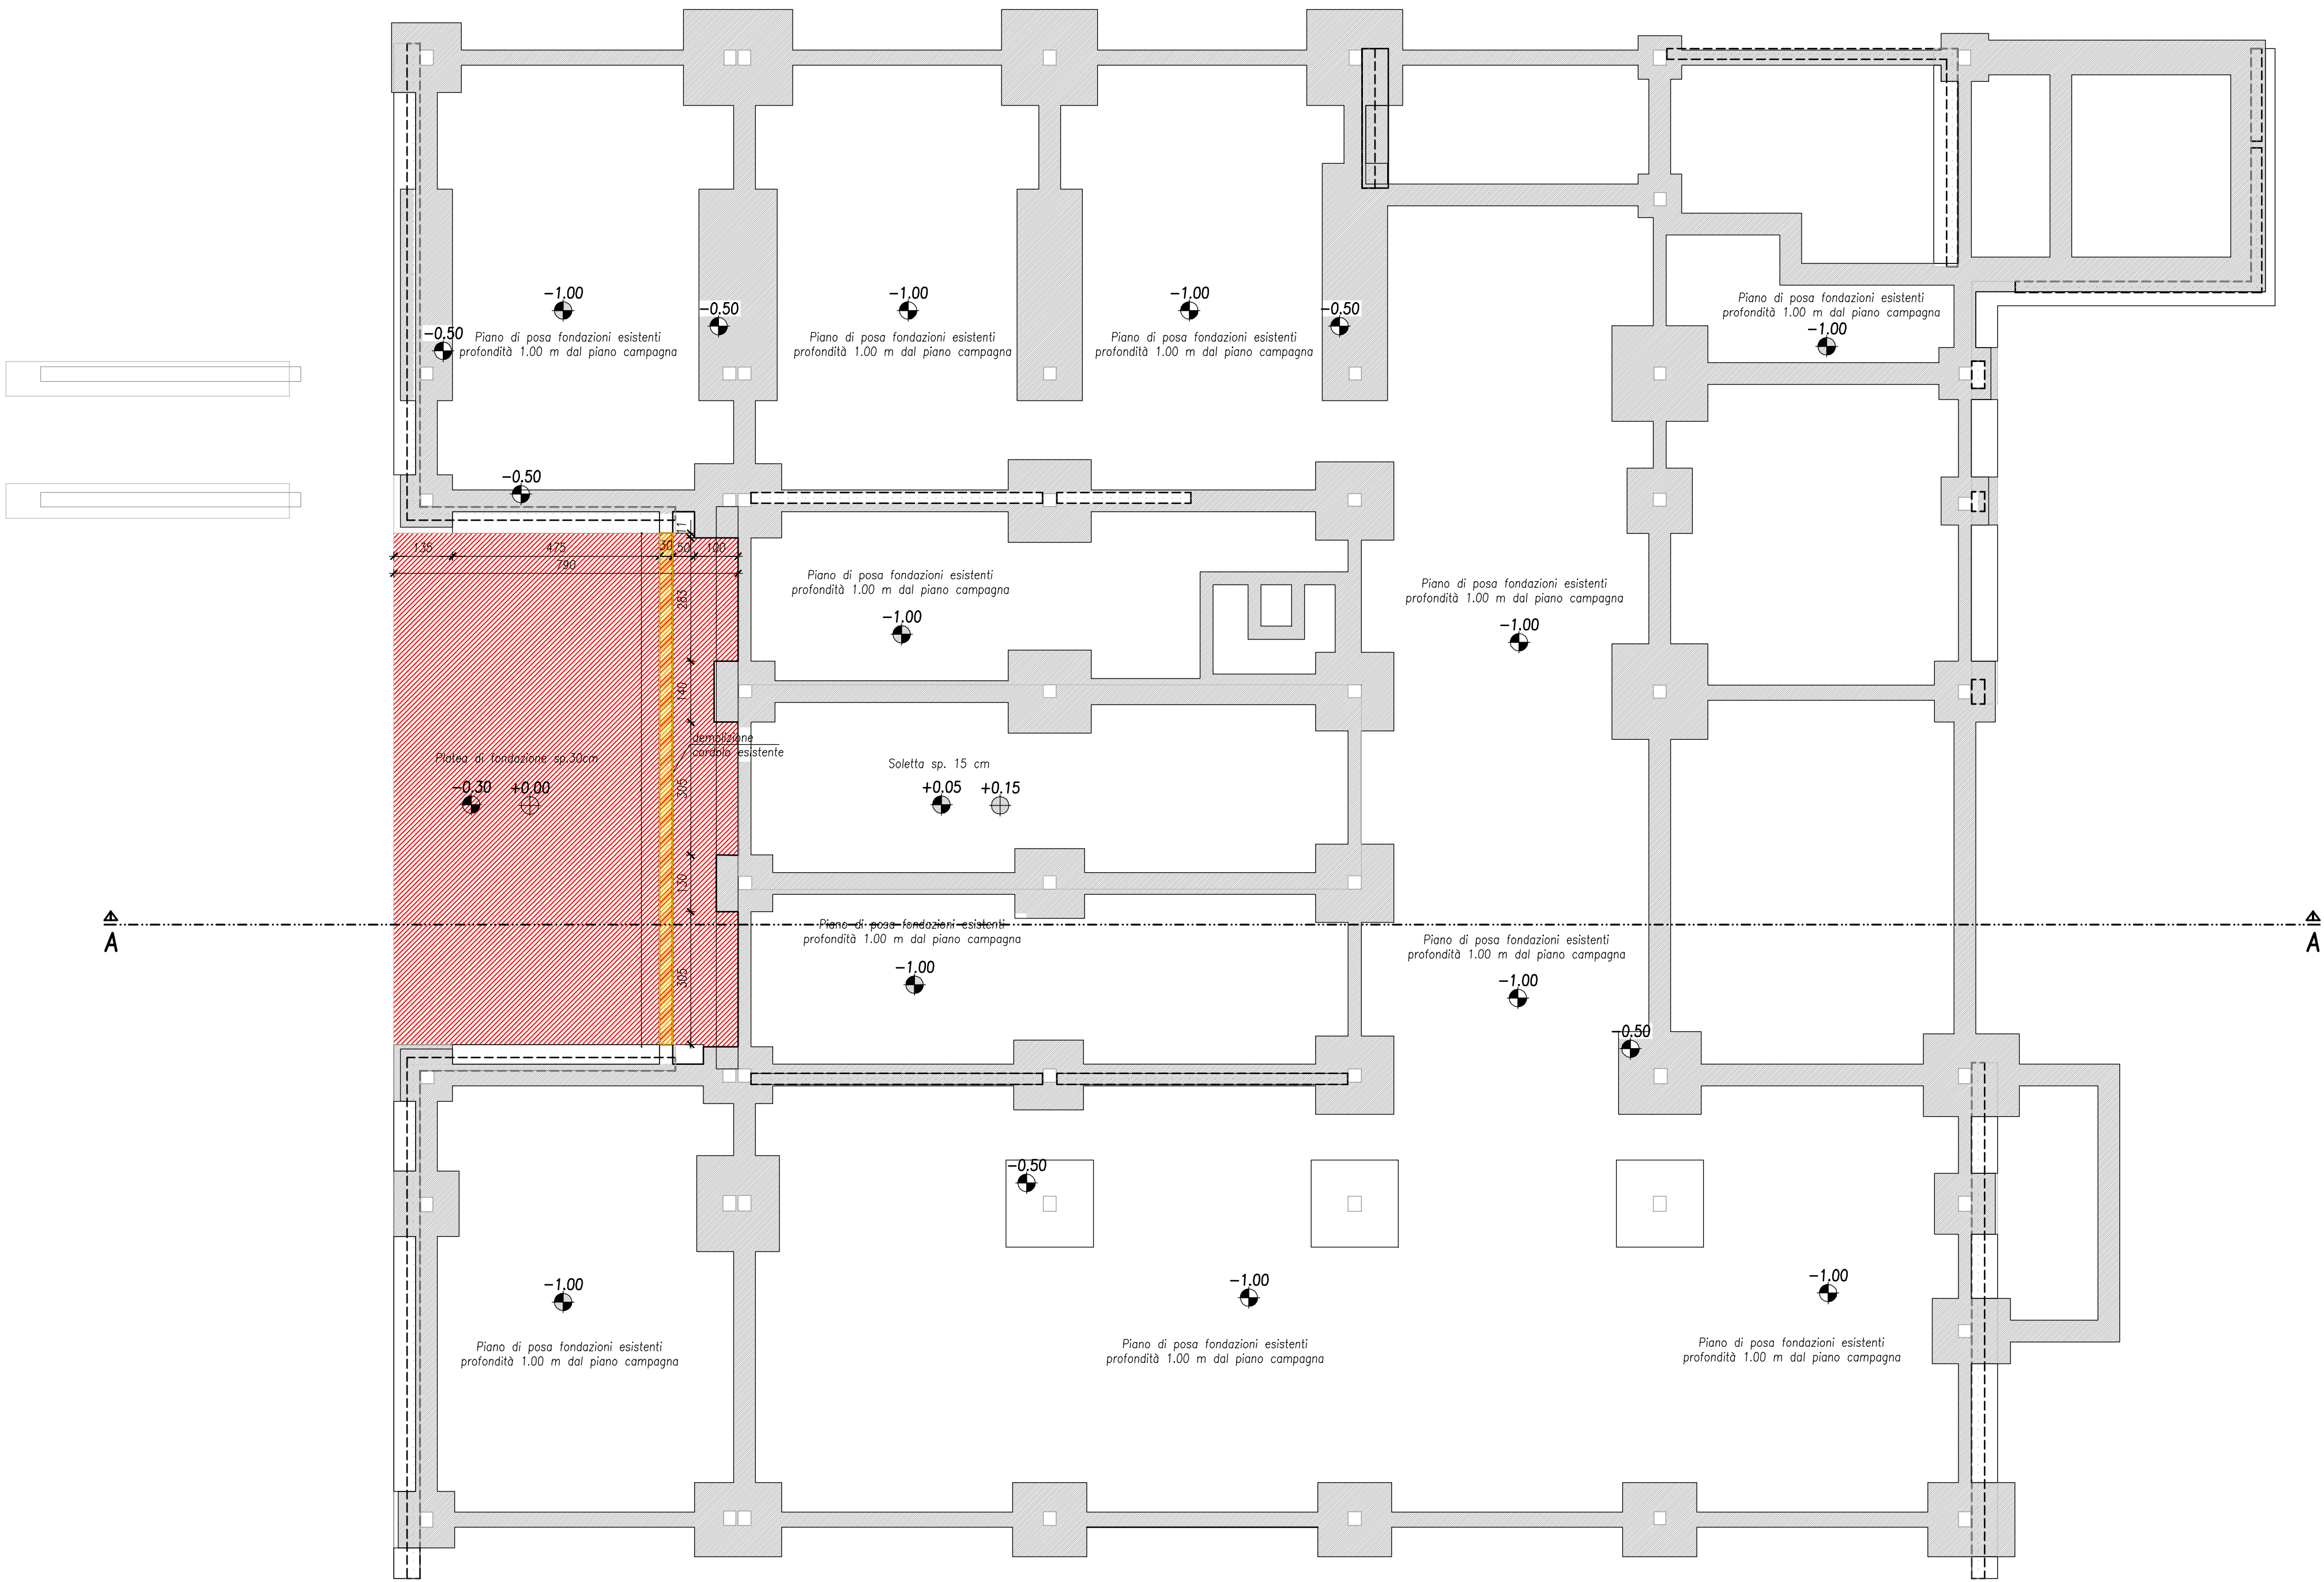 -1.00
-1.00
-1.00
-0.50
-0.50
-0.50
Piano di posa fondazioni esistenti
profondità 1.00 m dal piano campagna
Piano di posa fondazioni esistenti
profondità 1.00 m dal piano campagna
Piano di posa fondazioni esistenti
profondità 1.00 m dal piano campagna
Piano di posa fondazioni esistenti
profondità 1.00 m dal piano campagna
-1.00
-0.50
11
135
475
30
50
100
790
283
140
305
130
305
Piano di posa fondazioni esistenti
profondità 1.00 m dal piano campagna
-1.00
Piano di posa fondazioni esistenti
profondità 1.00 m dal piano campagna
-1.00
demolizione
cordolo esistente
Platea di fondazione sp.30cm
-0.30
+0.00
Soletta sp. 15 cm
+0.05
+0.15
A
A
Piano di posa fondazioni esistenti
profondità 1.00 m dal piano campagna
-1.00
Piano di posa fondazioni esistenti
profondità 1.00 m dal piano campagna
-1.00
-0.50
-0.50
-1.00
Piano di posa fondazioni esistenti
profondità 1.00 m dal piano campagna
-1.00
Piano di posa fondazioni esistenti
profondità 1.00 m dal piano campagna
-1.00
Piano di posa fondazioni esistenti
profondità 1.00 m dal piano campagna